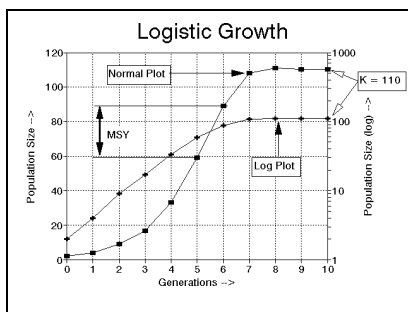 Logistic Growth
Population Size -->
120
100
80
60
40
20
0
Normal Plot
MSY
Log Plot
K = 110
1000
100
10
1
Population Size (log) -->
0 1 2 3 4 5 6 7 8 9 10
Generations -->